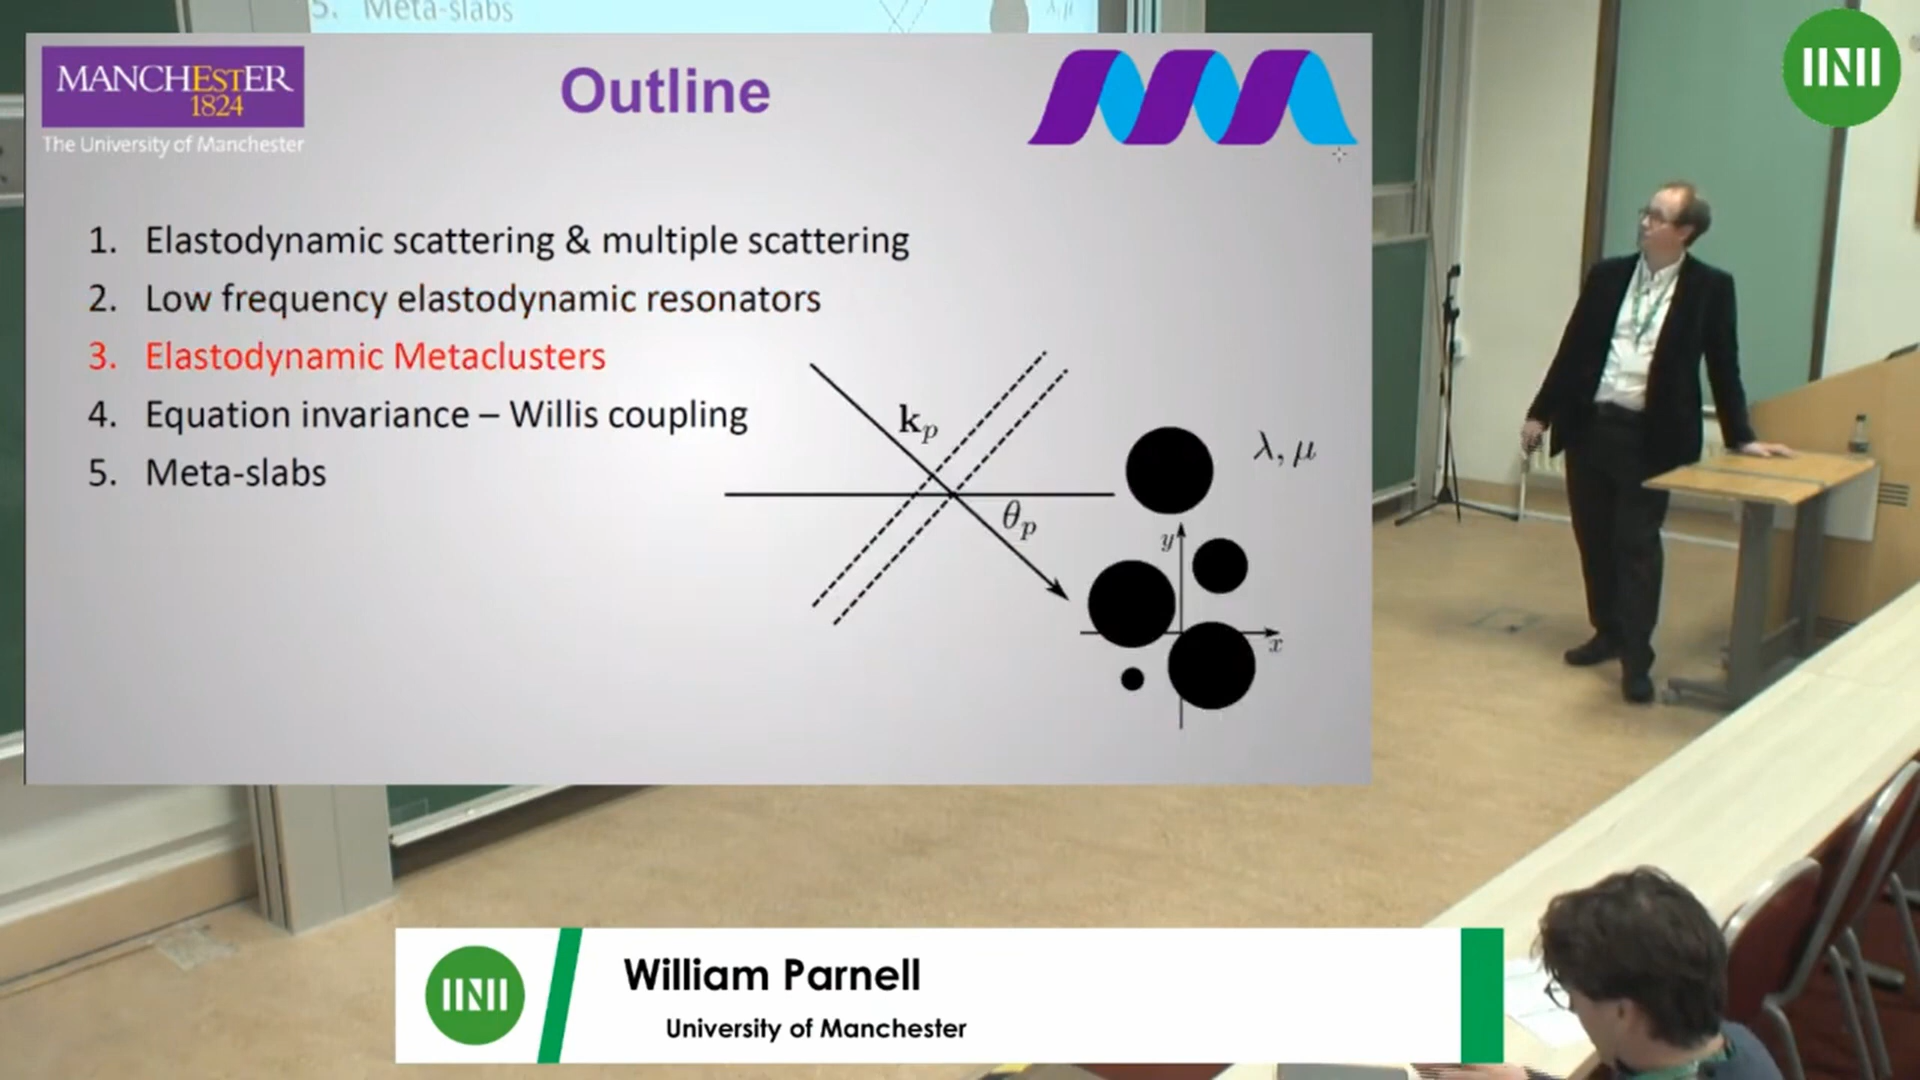 5. Meta-slabs
λ, μ
MANCHESTER
1824
The University of Manchester
Outline
1. Elastodynamic scattering & multiple scattering
2. Low frequency elastodynamic resonators
3. Elastodynamic Metaclusters
4. Equation invariance – Willis coupling
5. Meta-slabs
k_p
θ_p
λ, μ
y
x
INI
INI
William Parnell
University of Manchester